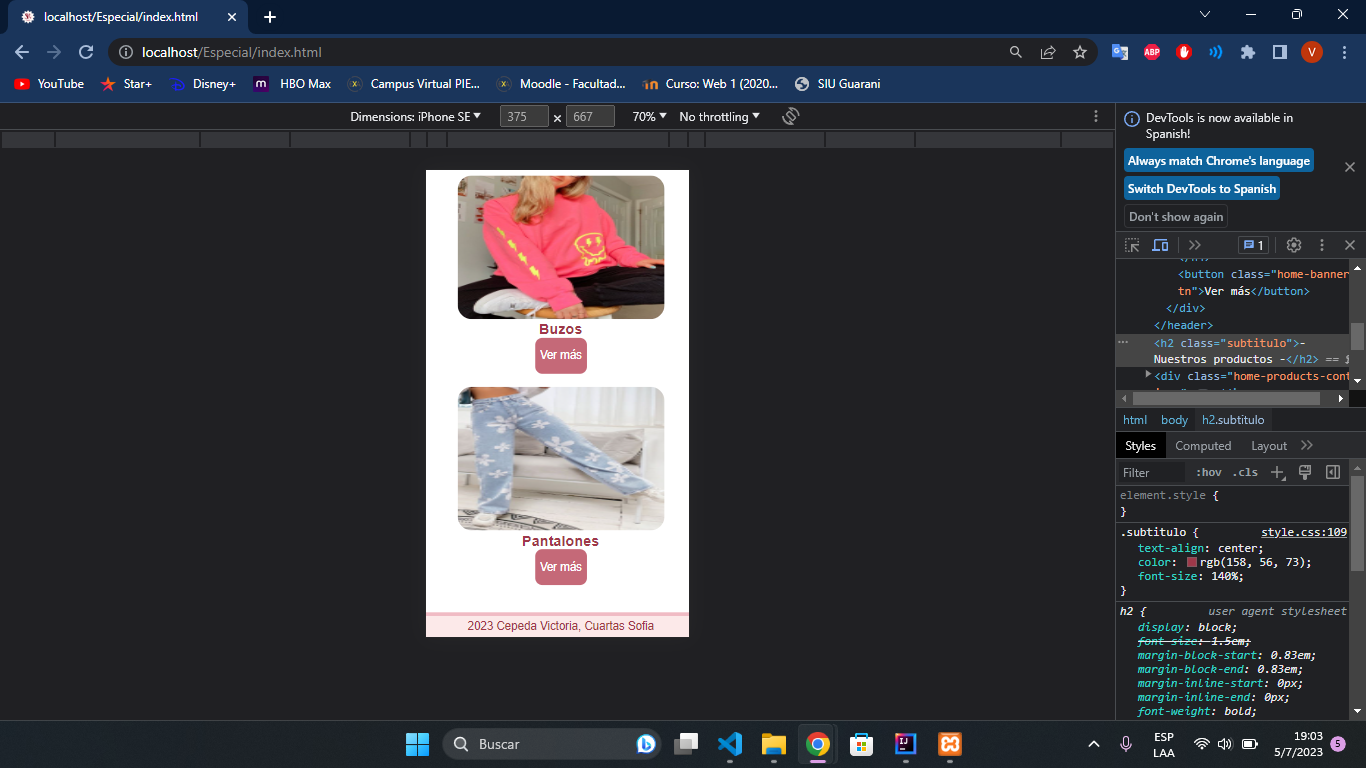 localhost/Especial/index.html
localhost/Especial/index.html
V
YouTube
Star+
Disney+
m HBO Max
Campus Virtual PIE...
Moodle - Facultad...
Curso: Web 1 (2020...
SIU Guarani
Dimensions: iPhone SE
375 × 667
70%
No throttling
Buzos
Ver más
Pantalones
Ver más
2023 Cepeda Victoria, Cuartas Sofia
DevTools is now available in
Spanish!
Always match Chrome's language
Switch DevTools to Spanish
Don't show again
1
<button class="home-banner
tn">Ver más</button>
</div>
</header>
<h2 class="subtitulo">-
Nuestros productos -</h2> ==
<div class="home-products-cont
html body h2.subtitulo
Styles Computed Layout
Filter :hov .cls
element.style {
}
.subtitulo { style.css:109
text-align: center;
color: rgb(158, 56, 73);
font-size: 140%;
}
h2 { user agent stylesheet
display: block;
font-size: 1.5em;
margin-block-start: 0.83em;
margin-block-end: 0.83em;
margin-inline-start: 0px;
margin-inline-end: 0px;
font-weight: bold;
Buscar
ESP
LAA
19:03
5/7/2023
5